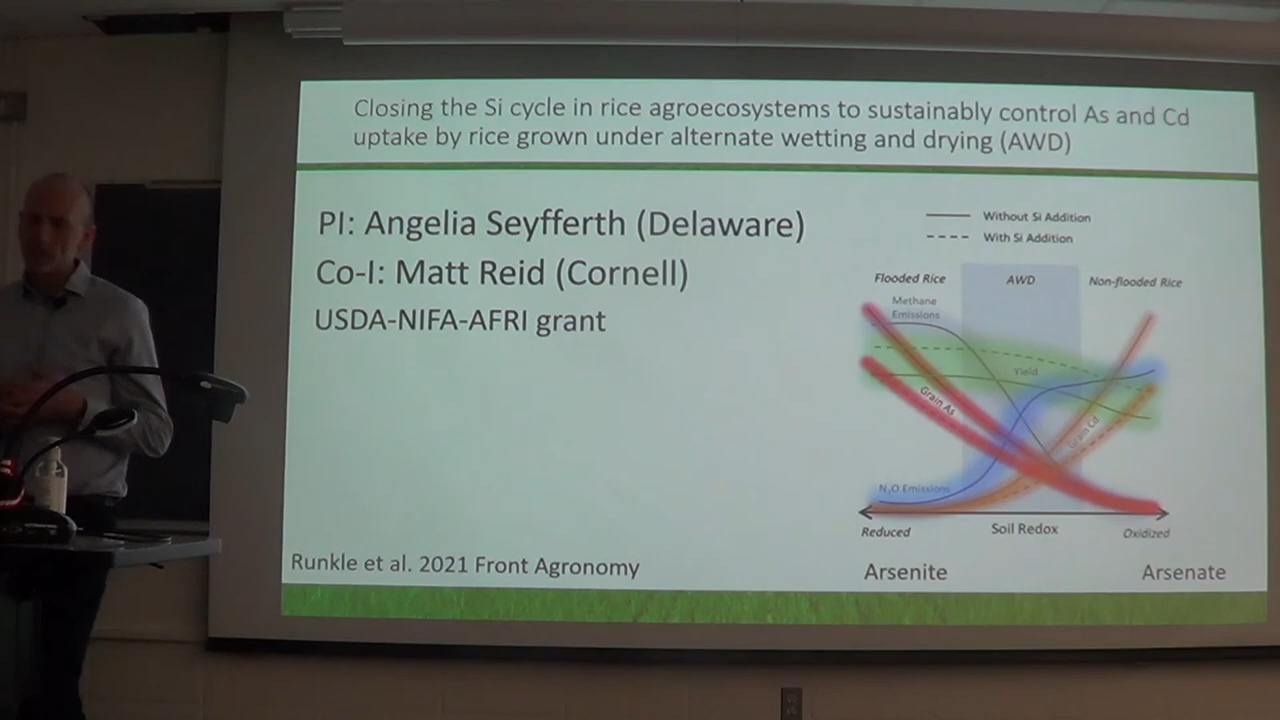 Closing the Si cycle in rice agroecosystems to sustainably control As and Cd
uptake by rice grown under alternate wetting and drying (AWD)
PI: Angelia Seyfferth (Delaware)
Co-I: Matt Reid (Cornell)
USDA-NIFA-AFRI grant
Without Si Addition
With Si Addition
Flooded Rice
AWD
Non-flooded Rice
Methane
Emissions
Yield
Grain As
Grain Cd
N2O Emissions
Reduced
Soil Redox
Oxidized
Runkle et al. 2021 Front Agronomy
Arsenite
Arsenate